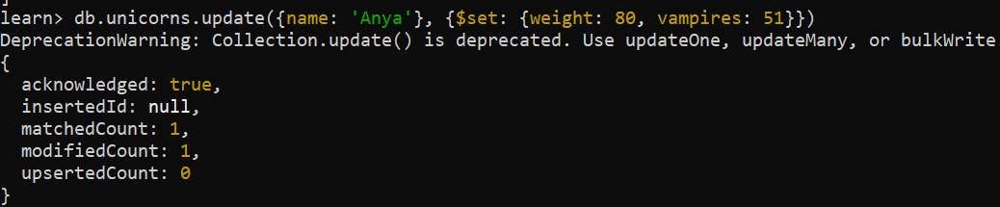 ]
learn> db.unicorns.update({name: 'Anya'}, {$set: {weight: 80, vampires: 51}})
DeprecationWarning: Collection.update() is deprecated. Use updateOne, updateMany, or bulkWrite.
{
  acknowledged: true,
  insertedId: null,
  matchedCount: 1,
  modifiedCount: 1,
  upsertedCount: 0
}